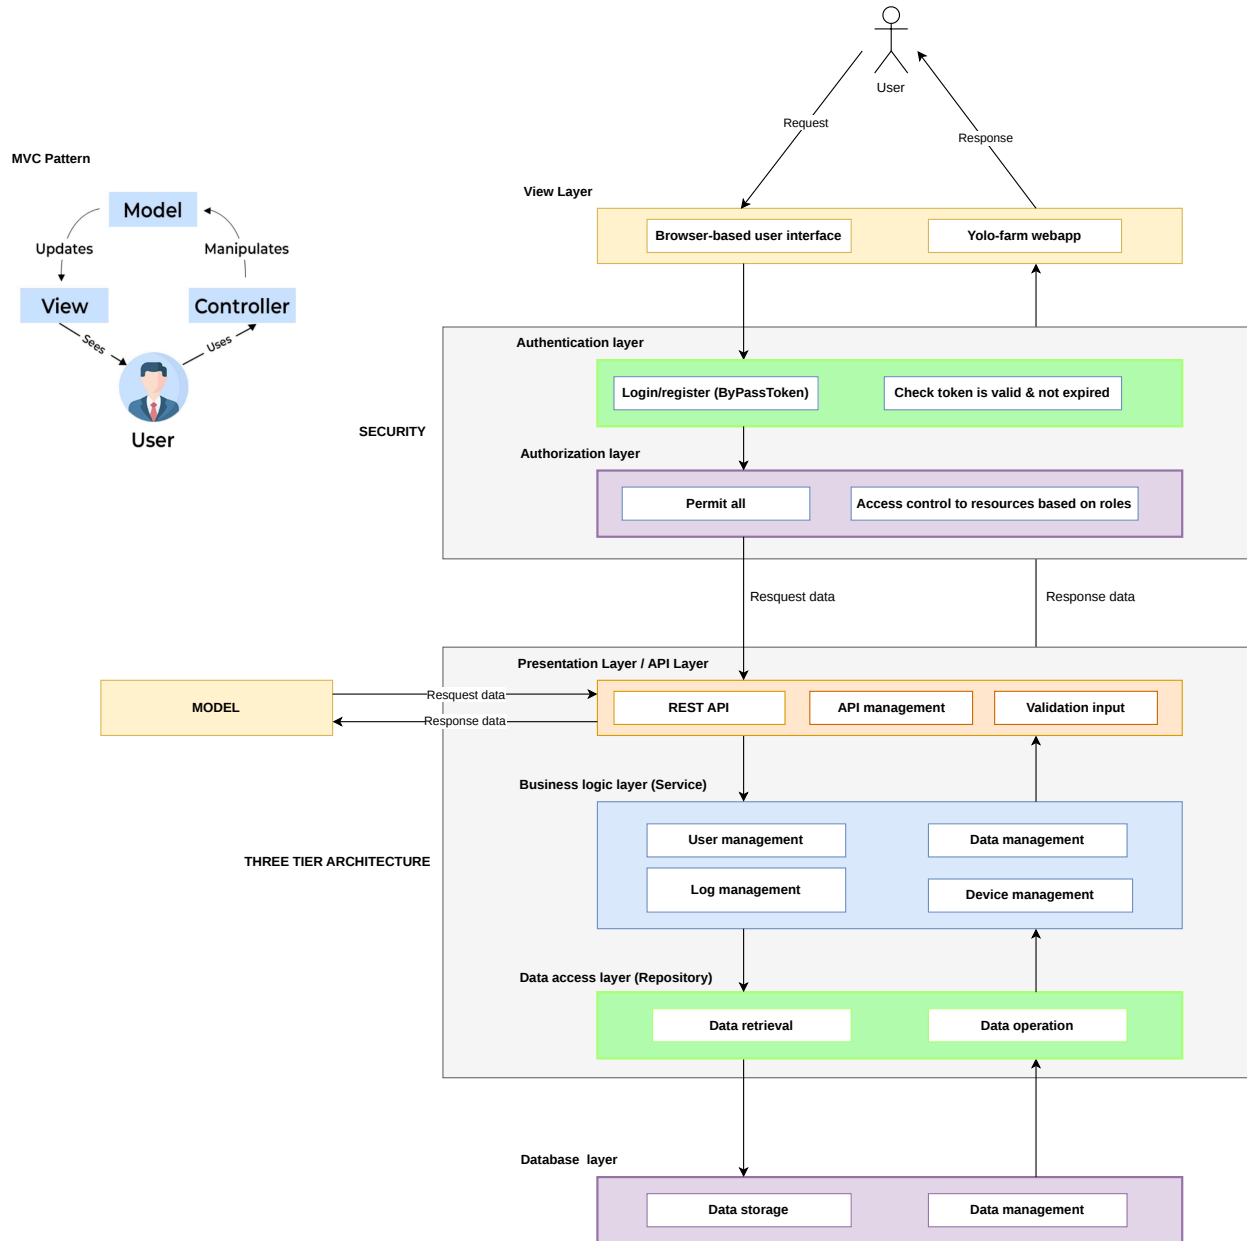 User
Request
Response
MVC Pattern
Model
Updates
Manipulates
View
Controller
Sees
Uses
User
View Layer
Browser-based user interface
Yolo-farm webapp
SECURITY
Authentication layer
Login/register (ByPassToken)
Check token is valid & not expired
Authorization layer
Permit all
Access control to resources based on roles
Resquest data
Response data
THREE TIER ARCHITECTURE
Presentation Layer / API Layer
MODEL
Resquest data
Response data
REST API
API management
Validation input
Business logic layer (Service)
User management
Data management
Log management
Device management
Data access layer (Repository)
Data retrieval
Data operation
Database  layer
Data storage
Data management